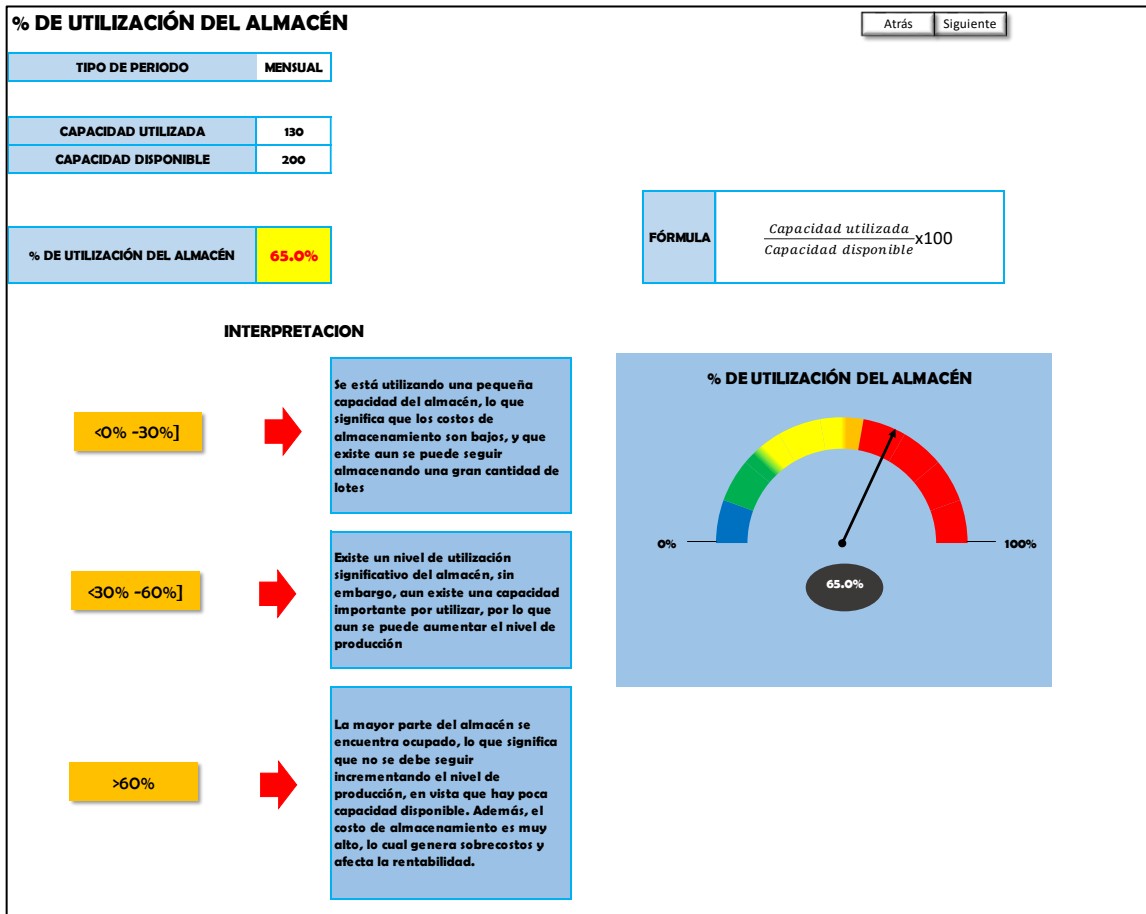 % DE UTILIZACIÓN DEL ALMACÉN
Atrás
Siguiente
TIPO DE PERIODO
MENSUAL
CAPACIDAD UTILIZADA
130
CAPACIDAD DISPONIBLE
200
% DE UTILIZACIÓN DEL ALMACÉN
65.0%
FÓRMULA
Capacidad utilizada
Capacidad disponible x100
INTERPRETACION
<0% -30%]
Se está utilizando una pequeña
capacidad del almacén, lo que
significa que los costos de
almacenamiento son bajos, y que
existe aun se puede seguir
almacenando una gran cantidad de
lotes
<30% -60%]
Existe un nivel de utilización
significativo del almacén, sin
embargo, aun existe una capacidad
importante por utilizar, por lo que
aun se puede aumentar el nivel de
producción
>60%
La mayor parte del almacén se
encuentra ocupado, lo que significa
que no se debe seguir
incrementando el nivel de
producción, en vista que hay poca
capacidad disponible. Además, el
costo de almacenamiento es muy
alto, lo cual genera sobrecostos y
afecta la rentabilidad.
% DE UTILIZACIÓN DEL ALMACÉN
0%
100%
65.0%